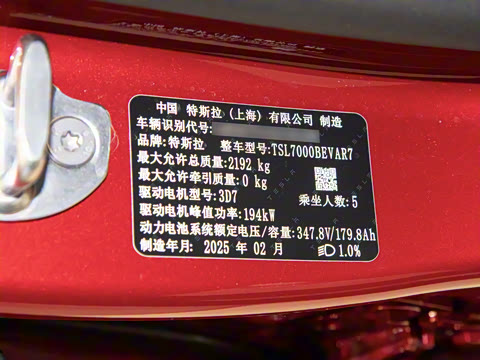 中国 特斯拉（上海）有限公司 制造
车辆识别代号:
品牌:特斯拉 整车型号:TSL7000BEVAR7
最大允许总质量:2192 kg
最大允许牵引质量:0 kg
驱动电机型号:3D7 乘坐人数:5
驱动电机峰值功率:194kW
动力电池系统额定电压/容量:347.8V/179.8Ah
制造年月: 2025 年 02 月 1.0%